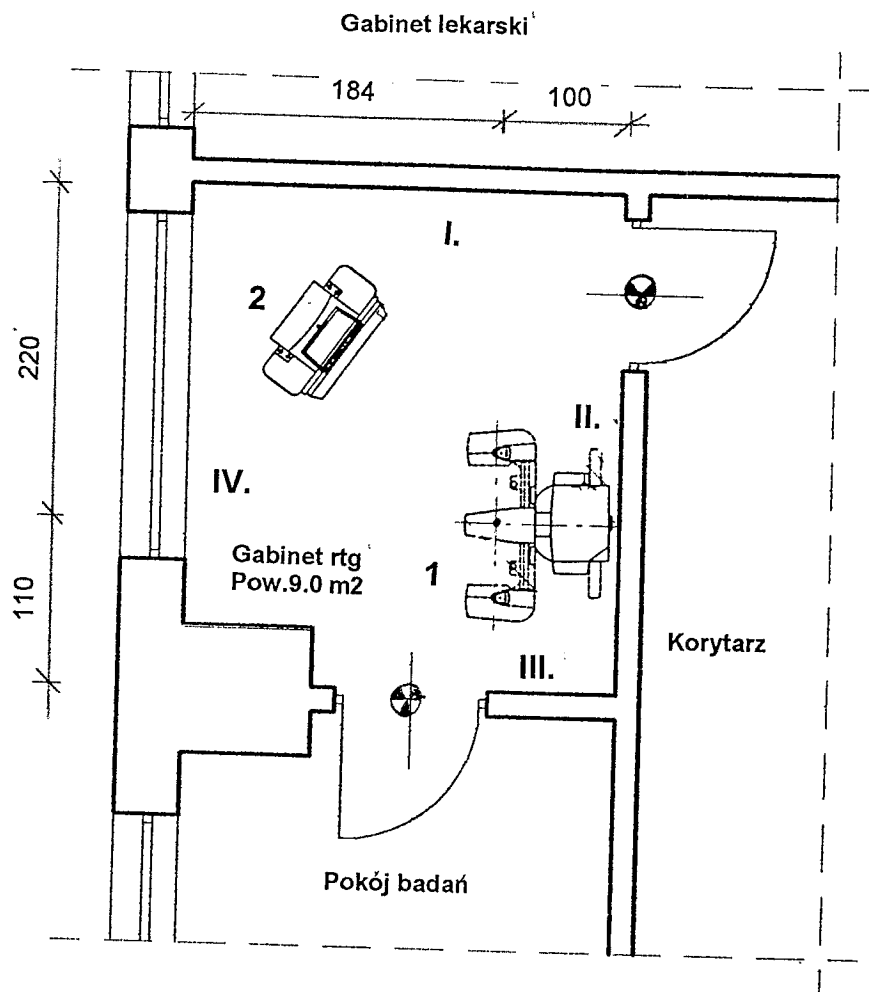 Gabinet lekarski
184
100
I.
2
220
II.
IV.
Gabinet rtg
Pow.9.0 m2
1
110
Korytarz
III.
Pokój badań